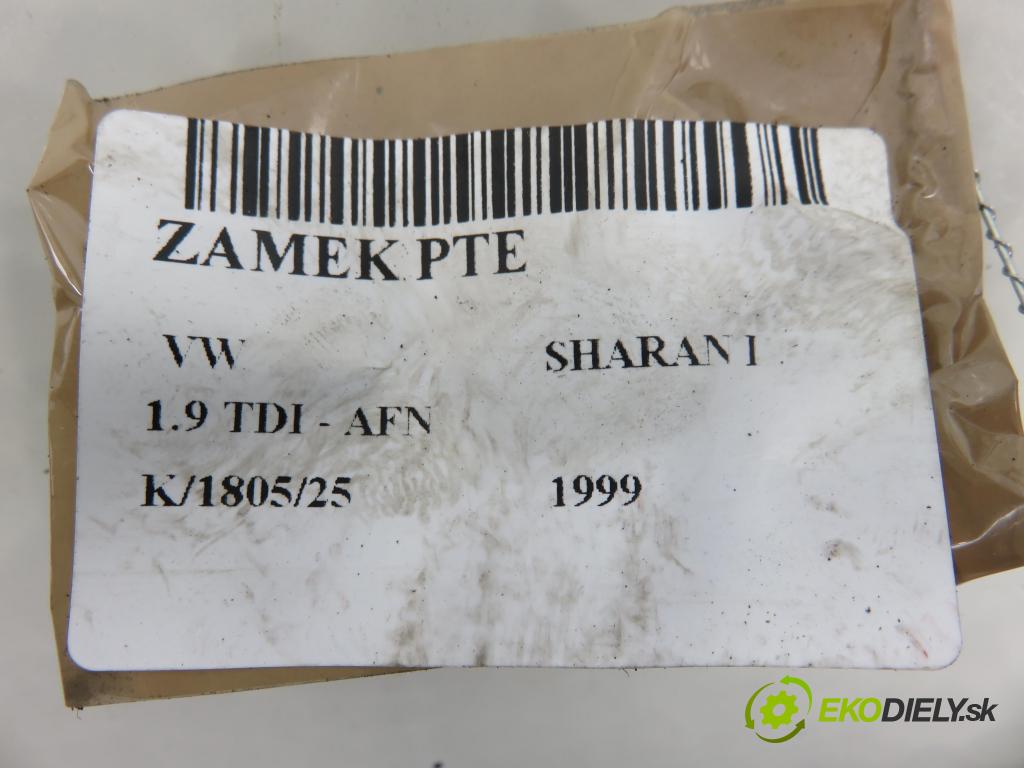 ZAMEK PTE
VW SHARAN I
1.9 TDI - AFN
K/1805/25 1999
EKODIELY.sk